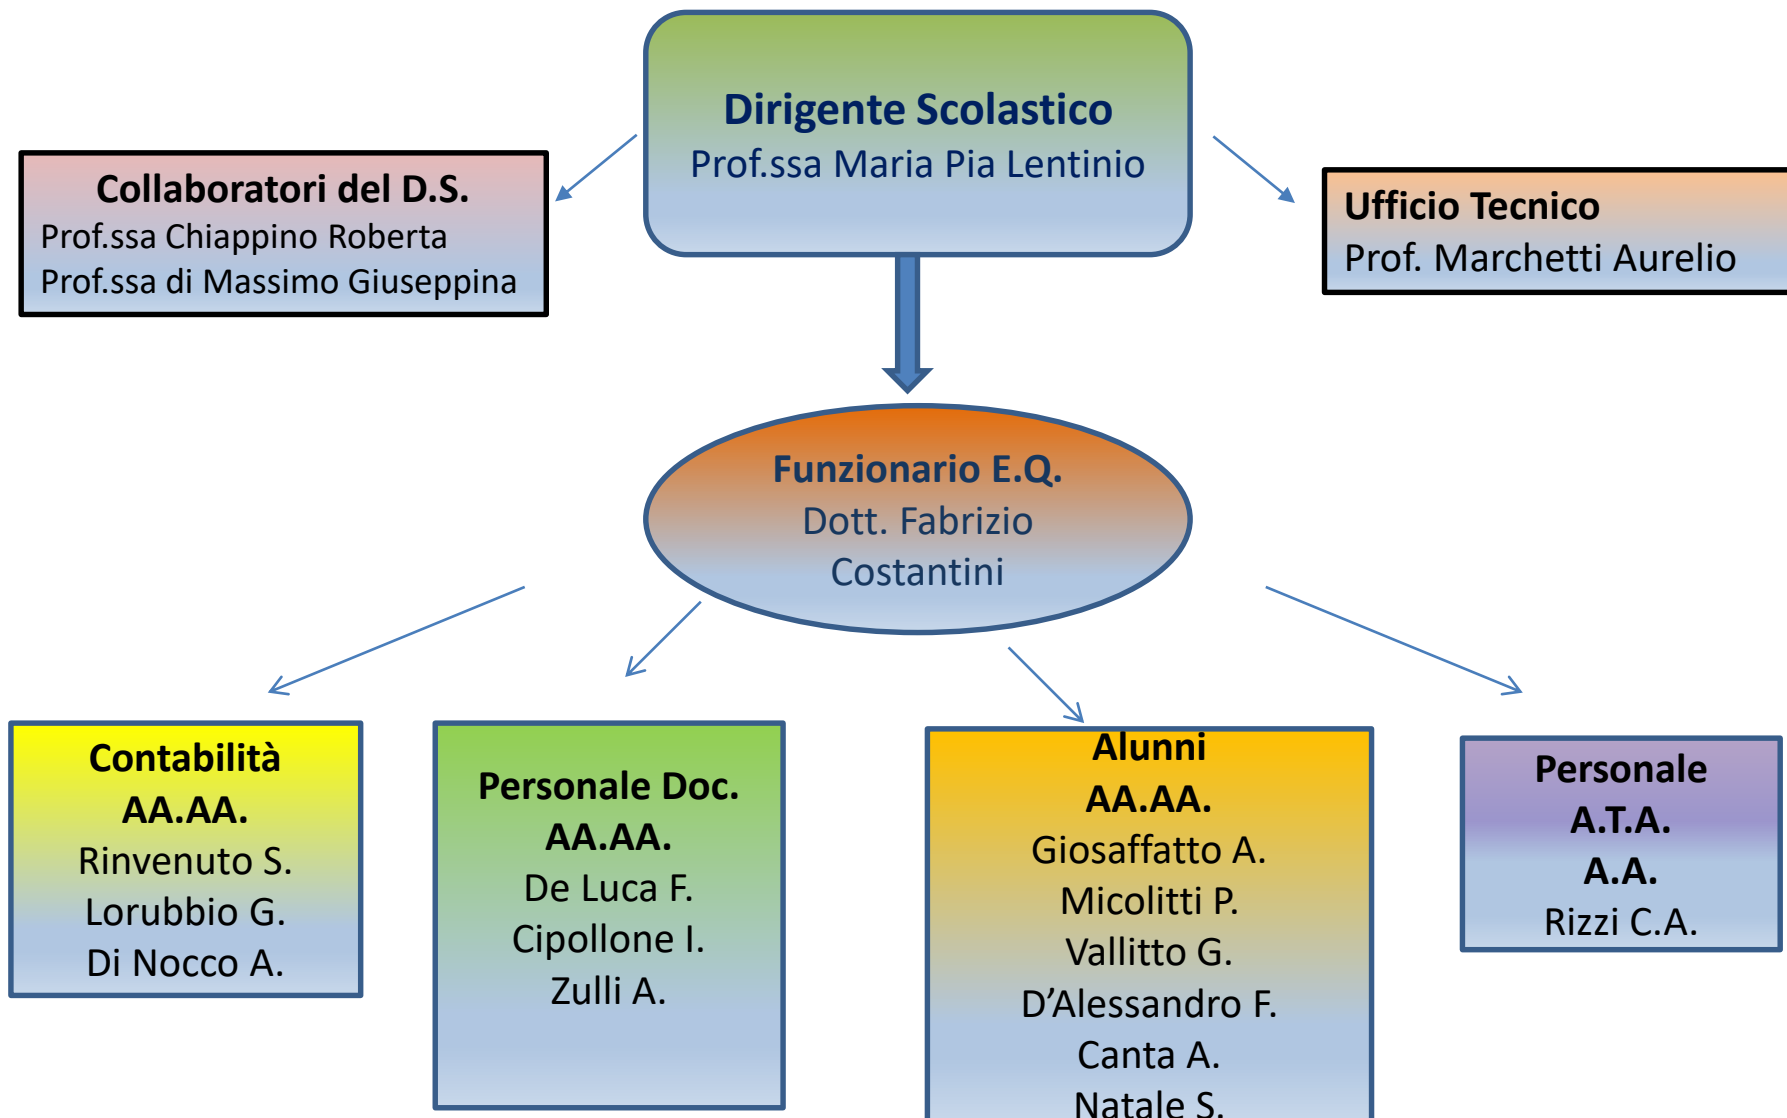 Dirigente Scolastico
Prof.ssa Maria Pia Lentinio
Collaboratori del D.S.
Prof.ssa Chiappino Roberta
Prof.ssa di Massimo Giuseppina
Ufficio Tecnico
Prof. Marchetti Aurelio
Funzionario E.Q.
Dott. Fabrizio
Costantini
Contabilità
AA.AA.
Rinvenuto S.
Lorubbio G.
Di Nocco A.
Personale Doc.
AA.AA.
De Luca F.
Cipollone I.
Zulli A.
Alunni
AA.AA.
Giosaffatto A.
Micolitti P.
Vallitto G.
D’Alessandro F.
Canta A.
Natale S.
Personale
A.T.A.
A.A.
Rizzi C.A.